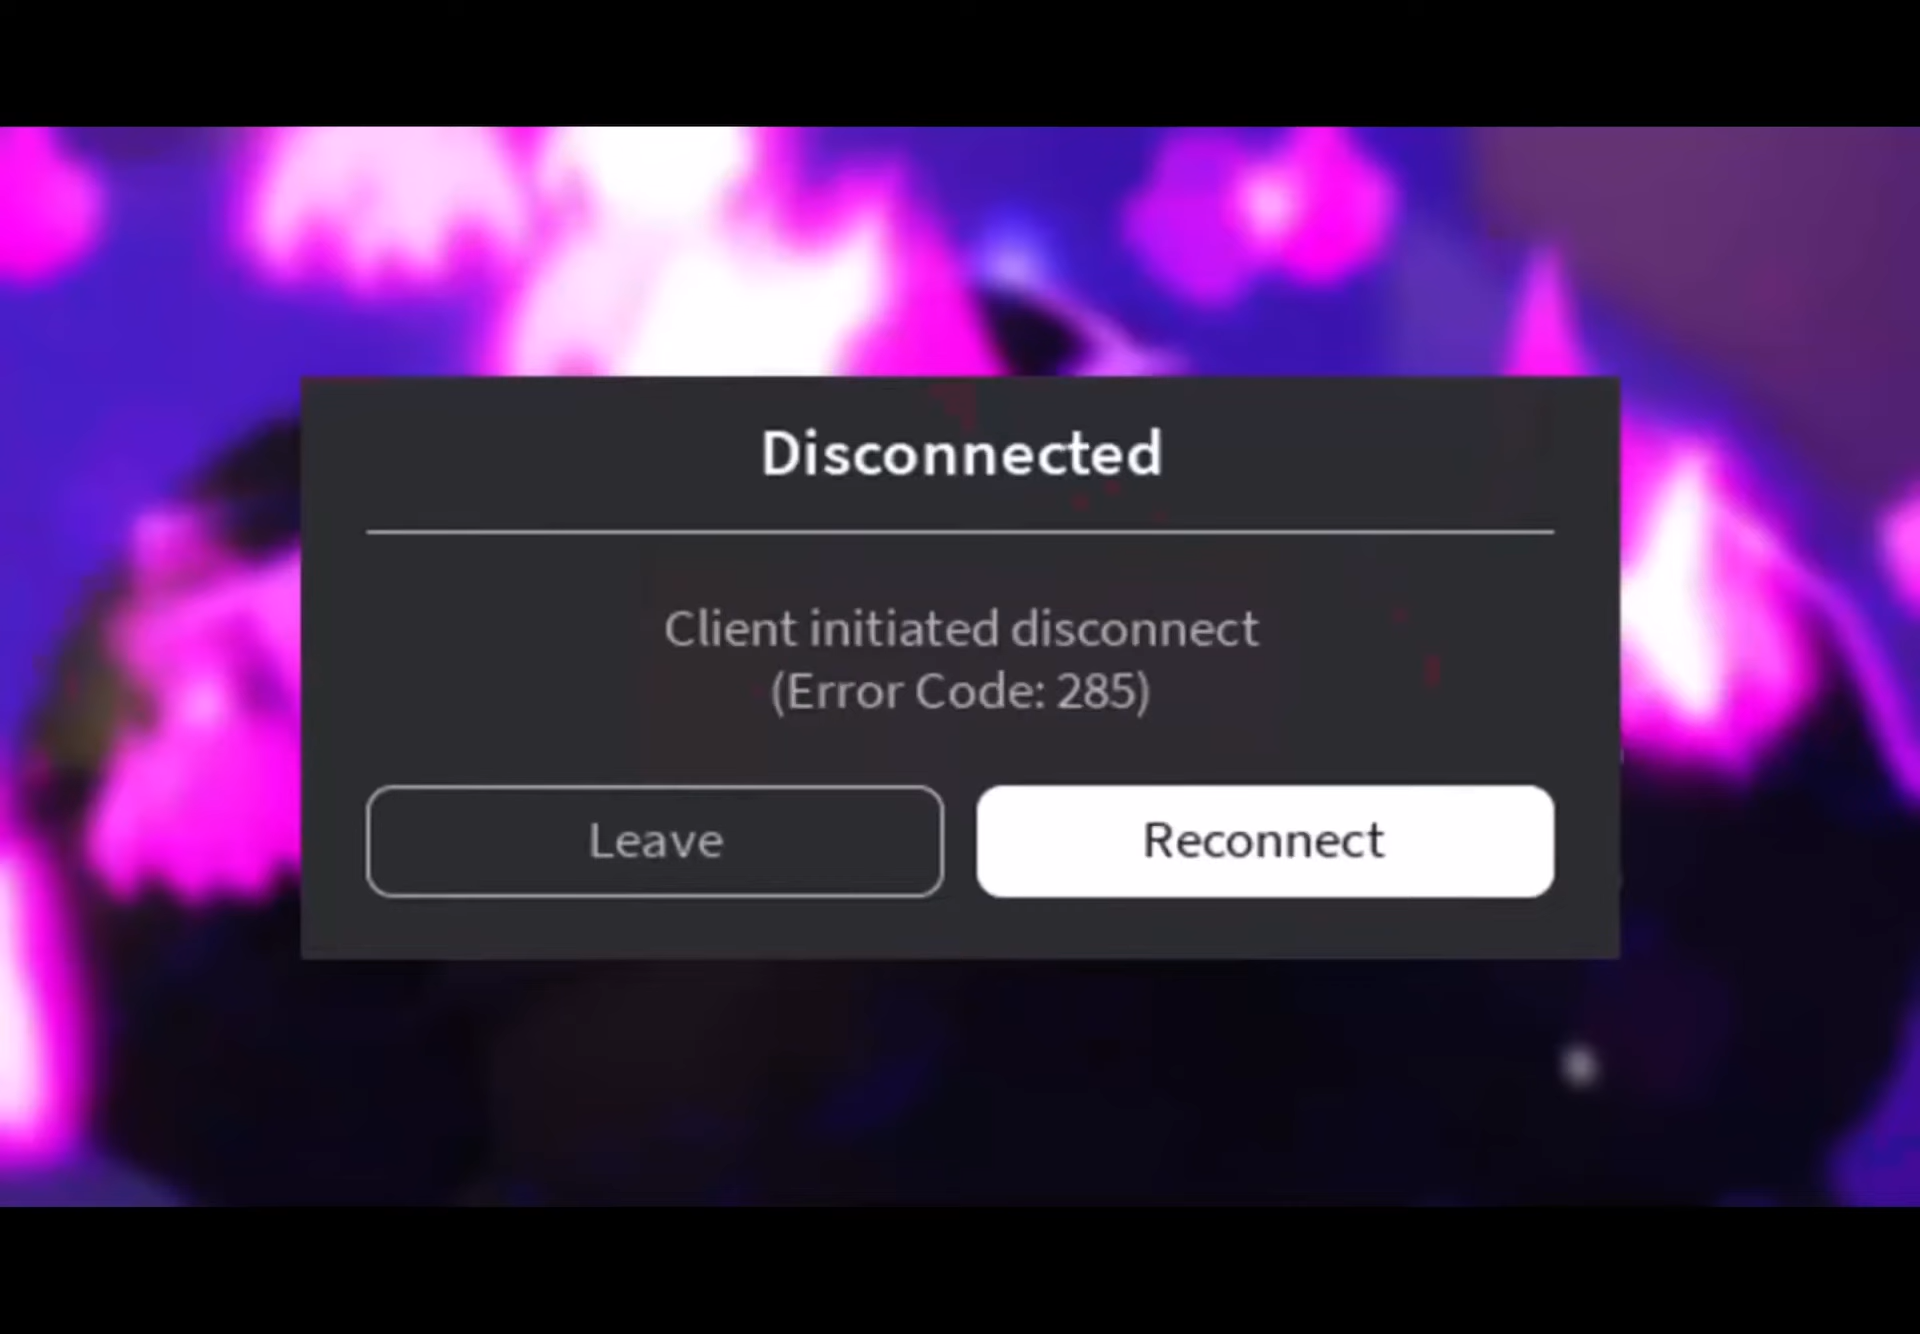 Disconnected
Client initiated disconnect
(Error Code: 285)
Leave
Reconnect